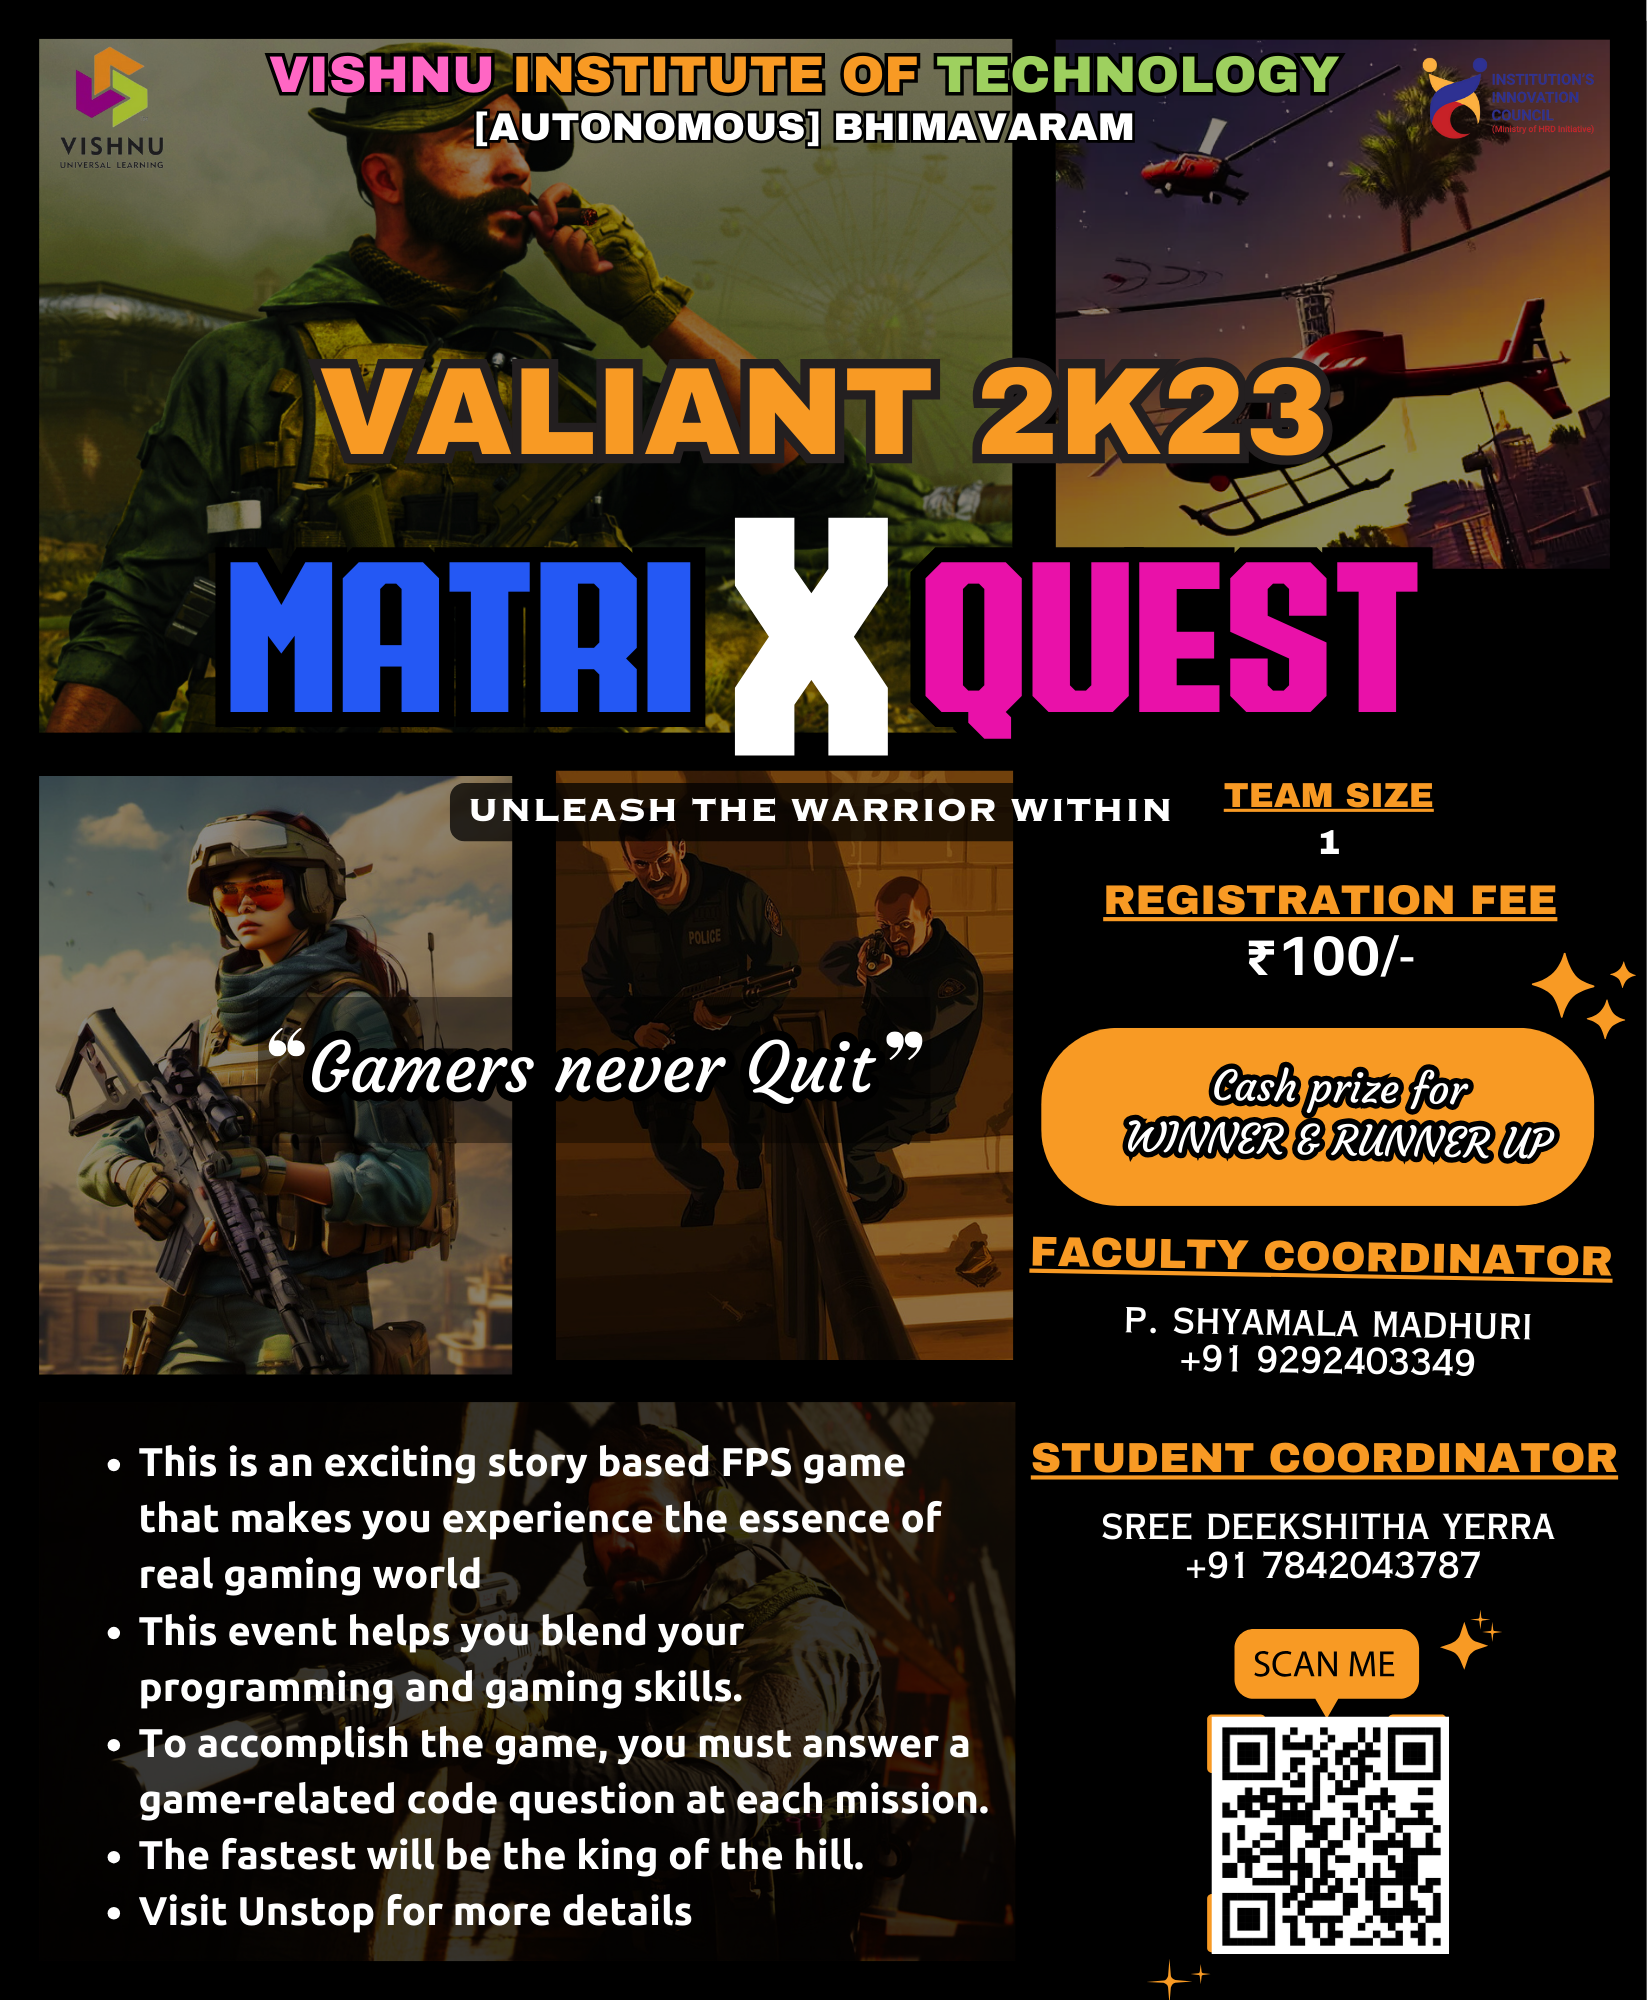 VISHNU INSTITUTE OF TECHNOLOGY
[AUTONOMOUS] BHIMAVARAM
VISHNU
UNIVERSAL LEARNING
INSTITUTION'S
INNOVATION
COUNCIL
(Ministry of HRD Initiative)
VALIANT 2K23
MATRI X QUEST
UNLEASH THE WARRIOR WITHIN
TEAM SIZE
1
REGISTRATION FEE
₹100/-
POLICE
“Gamers never Quit”
Cash prize for
WINNER & RUNNER UP
FACULTY COORDINATOR
P. SHYAMALA MADHURI
+91 9292403349
• This is an exciting story based FPS game
that makes you experience the essence of
real gaming world
• This event helps you blend your
programming and gaming skills.
• To accomplish the game, you must answer a
game-related code question at each mission.
• The fastest will be the king of the hill.
• Visit Unstop for more details
STUDENT COORDINATOR
SREE DEEKSHITHA YERRA
+91 7842043787
SCAN ME